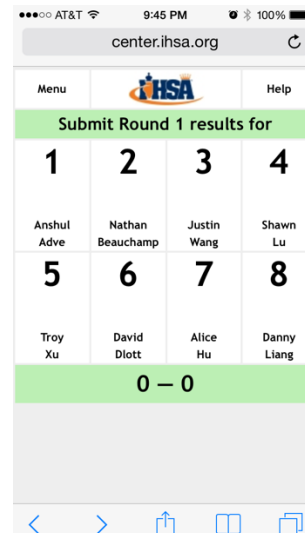 AT&T 9:45 PM 100%
center.ihsa.org
Menu IHSA Help
Submit Round 1 results for
1 2 3 4
Anshul Nathan Justin Shawn
Adve Beauchamp Wang Lu
5 6 7 8
Troy David Alice Danny
Xu Dlott Hu Liang
0 — 0